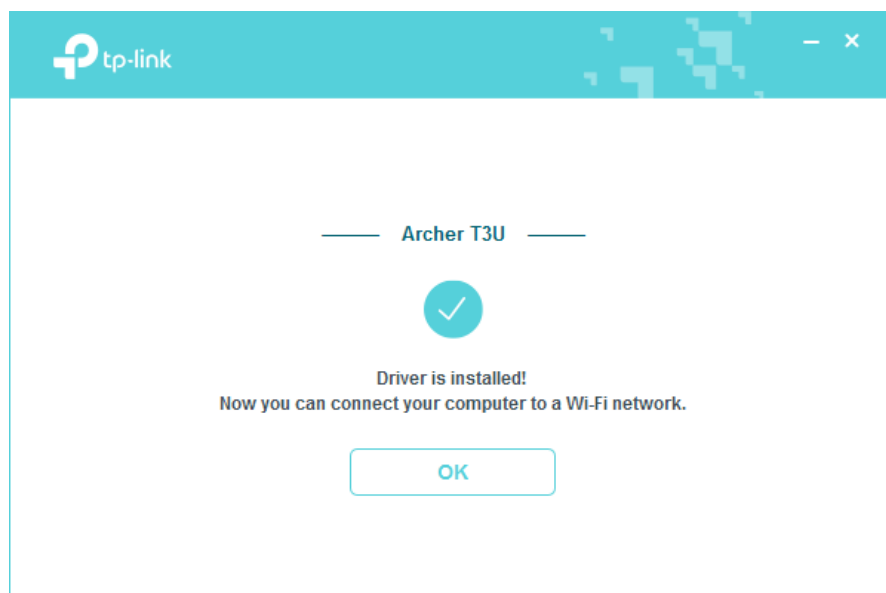 tp-link
Archer T3U
Driver is installed!
Now you can connect your computer to a Wi-Fi network.
OK